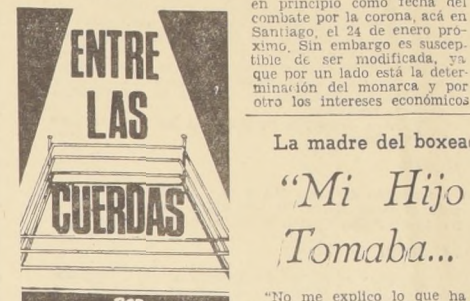 ENTRE
LAS
CUERDAS
en principio como fecha del
combate por la corona, acá en
Santiago, el 24 de enero pró-
ximo. Sin embargo es suscep-
tible de ser modificada, ya
que por un lado está la deter-
minación del monarca y por
otro los intereses económicos
La madre del boxead
“Mi Hijo
Tomaba...
“No me explico lo que ha